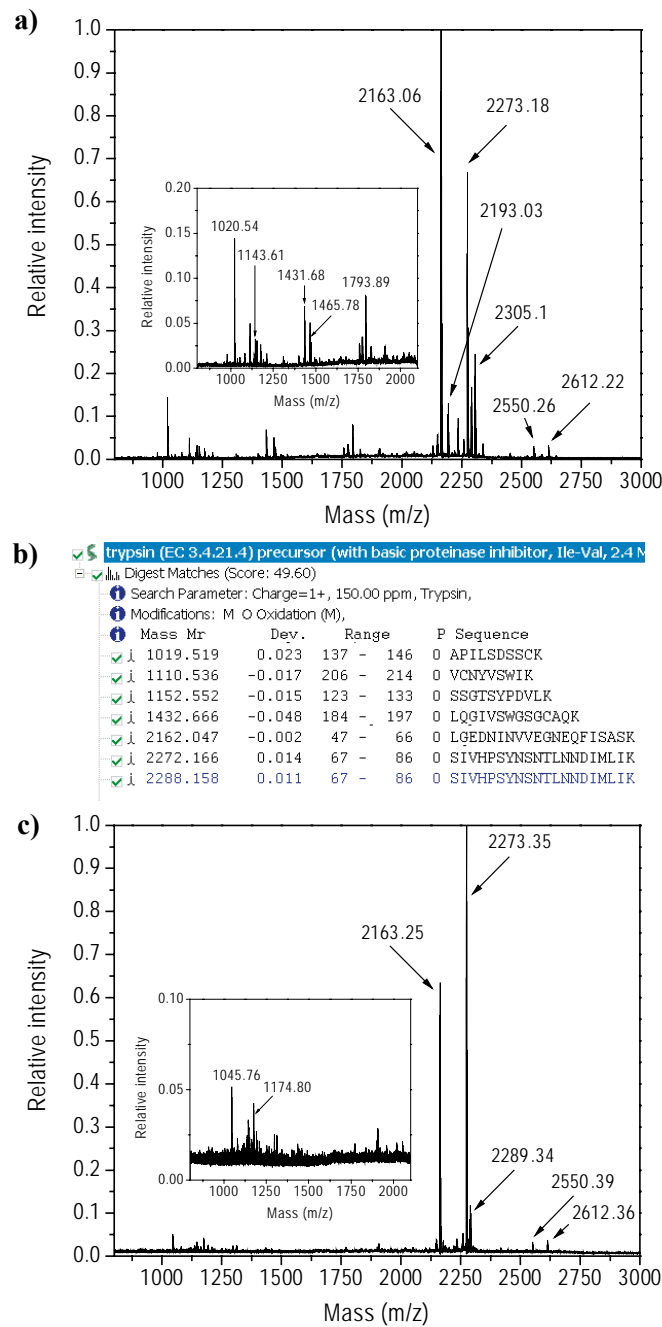 a)
1.0
0.9
0.8
0.7
0.6
0.5
0.4
0.3
0.2
0.1
0.0
Relative intensity
2163.06
2273.18
2193.03
2305.1
2550.26
2612.22
0.20
0.15
0.10
0.05
0.00
Relative intensity
1020.54
1143.61
1431.68
1465.78
1793.89
1000 1250 1500 1750 2000
Mass (m/z)
1000 1250 1500 1750 2000 2250 2500 2750 3000
Mass (m/z)
b)
trypsin (EC 3.4.21.4) precursor (with basic proteinase inhibitor, Ile-Val, 2.4 M
Digest Matches (Score: 49.60)
Search Parameter: Charge=1+, 150.00 ppm, Trypsin,
Modifications: M O Oxidation (M),
Mass Mr Dev. Range P Sequence
1019.519 0.023 137 - 146 0 APILSDSSCK
1110.536 -0.017 206 - 214 0 VCNYVSWIK
1152.552 -0.015 123 - 133 0 SSGTSYPDVLK
1432.666 -0.048 184 - 197 0 LQGIVSWGSGCAQK
2162.047 -0.002 47 - 66 0 LGEDNINVVEGNEQFISASK
2272.166 0.014 67 - 86 0 SIVHPSYNSNTLNNDIMLIK
2288.158 0.011 67 - 86 0 SIVHPSYNSNTLNNDIMLIK
c)
1.0
0.9
0.8
0.7
0.6
0.5
0.4
0.3
0.2
0.1
0.0
Relative intensity
2273.35
2163.25
2289.34
2550.39
2612.36
0.10
0.05
0.00
Relative intensity
1045.76
1174.80
1000 1250 1500 1750 2000
Mass (m/z)
1000 1250 1500 1750 2000 2250 2500 2750 3000
Mass (m/z)